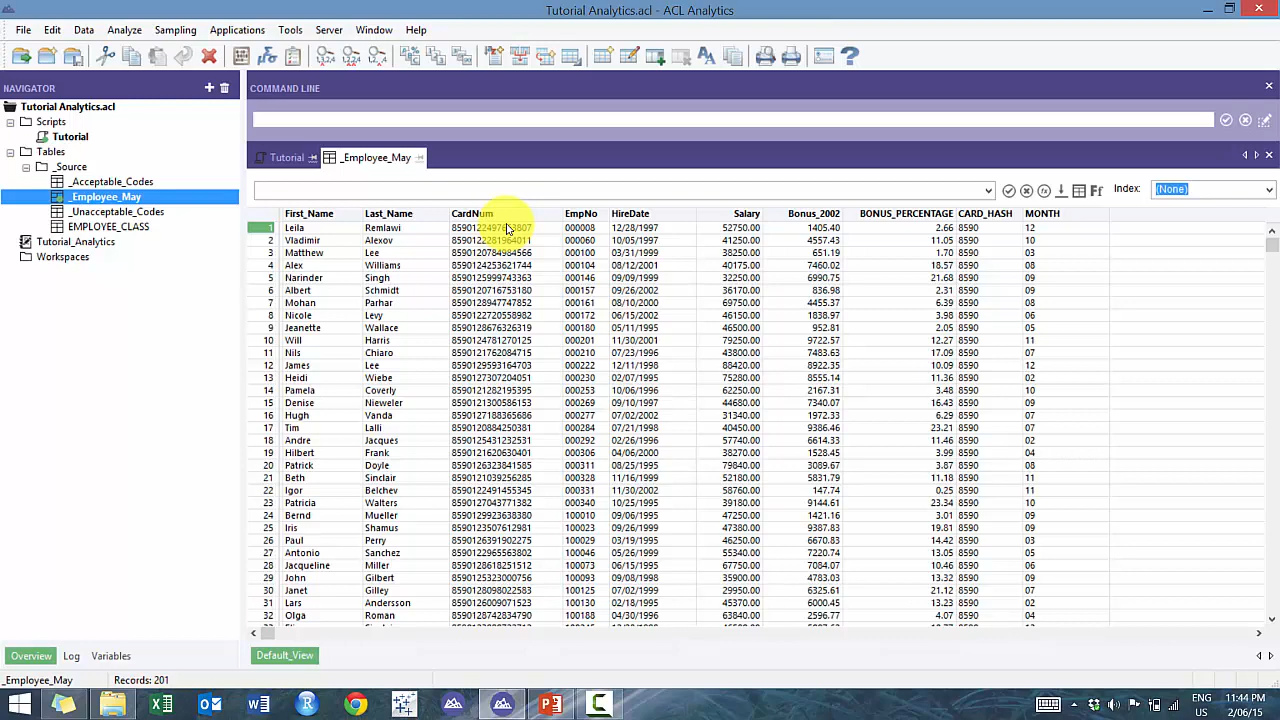 Tutorial Analytics.acl - ACL Analytics
File Edit Data Analyze Sampling Applications Tools Server Window Help
NAVIGATOR
Tutorial Analytics.acl
Scripts
Tutorial
Tables
_Source
_Acceptable_Codes
_Employee_May
_Unacceptable_Codes
EMPLOYEE_CLASS
Tutorial_Analytics
Workspaces
Overview Log Variables
COMMAND LINE
Tutorial _Employee_May
Index: (None)
First_Name Last_Name CardNum EmpNo HireDate Salary Bonus_2002 BONUS_PERCENTAGE CARD_HASH MONTH
1 Leila Remlawi 000008 12/28/1997 52750.00 1405.40 2.66 8590 12
2 Vladimir Alexov 8590122281964011 000060 10/05/1997 41250.00 4557.43 11.05 8590 10
3 Matthew Lee 8590120784984566 000100 03/31/1999 38250.00 651.19 1.70 8590 03
4 Alex Williams 8590124253621744 000104 08/12/2001 40175.00 7460.02 18.57 8590 08
5 Narinder Singh 8590125999743363 000146 09/09/1999 32250.00 6990.75 21.68 8590 09
6 Albert Schmidt 8590120716753180 000157 09/26/2002 36170.00 836.98 2.31 8590 09
7 Mohan Parhar 8590128947747852 000161 08/10/2000 69750.00 4455.37 6.39 8590 08
8 Nicole Levy 8590122720558982 000172 06/15/2002 46150.00 1838.97 3.98 8590 06
9 Jeanette Wallace 8590128676326319 000180 05/11/1995 46500.00 952.81 2.05 8590 05
10 Will Harris 8590124781270125 000201 11/30/2001 79250.00 9722.57 12.27 8590 11
11 Nils Chiaro 8590121762084715 000210 07/23/1996 43800.00 7483.63 17.09 8590 07
12 James Lee 8590129593164703 000222 12/11/1998 88420.00 8922.35 10.09 8590 12
13 Heidi Wiebe 8590127307204051 000230 02/07/1995 75280.00 8555.14 11.36 8590 02
14 Pamela Coverly 8590121282195395 000253 10/06/1996 62250.00 2167.31 3.48 8590 10
15 Denise Nieweler 8590121300586153 000269 09/10/1997 44680.00 7340.07 16.43 8590 09
16 Hugh Vanda 8590127188365686 000277 07/02/2002 31340.00 1972.33 6.29 8590 07
17 Tim Lalli 8590120884250381 000284 07/21/1998 40450.00 9386.46 23.21 8590 07
18 Andre Jacques 8590125431232531 000292 02/26/1996 57740.00 6614.33 11.46 8590 02
19 Hilbert Frank 8590121620630401 000306 04/06/2000 38270.00 1528.45 3.99 8590 04
20 Patrick Doyle 8590126323841585 000311 08/25/1995 79840.00 3089.67 3.87 8590 08
21 Beth Sinclair 8590121039256285 000328 11/16/1999 52180.00 5831.79 11.18 8590 11
22 Igor Belchev 8590122491455345 000331 11/30/2002 58760.00 147.74 0.25 8590 11
23 Patricia Walters 8590127043771382 000340 10/25/1995 39180.00 9144.61 23.34 8590 10
24 Bernd Mueller 8590129923638380 100010 09/06/1995 47250.00 1421.16 3.01 8590 09
25 Iris Shamus 8590123507612981 100023 09/26/1999 47380.00 9387.83 19.81 8590 09
26 Paul Perry 8590126391902275 100029 03/19/1995 46250.00 6670.83 14.42 8590 03
27 Antonio Sanchez 8590122965563802 100046 05/26/1999 55340.00 7220.74 13.05 8590 05
28 Jacqueline Muller 8590128618251512 100073 06/15/1995 67750.00 7084.07 10.46 8590 06
29 John Gilbert 8590125323000756 100093 09/08/1998 35900.00 4783.03 13.32 8590 09
30 Janet Gilley 8590128098022583 100125 07/02/1999 29950.00 6325.61 21.12 8590 07
31 Lars Andersson 8590126009071523 100130 02/18/1995 45370.00 6000.45 13.23 8590 02
32 Olga Roman 8590128742834790 100318 04/30/1996 63840.00 2596.77 4.07 8590 04
Default_View
_Employee_May Records: 201
ENG 11:44 PM
US 2/06/15